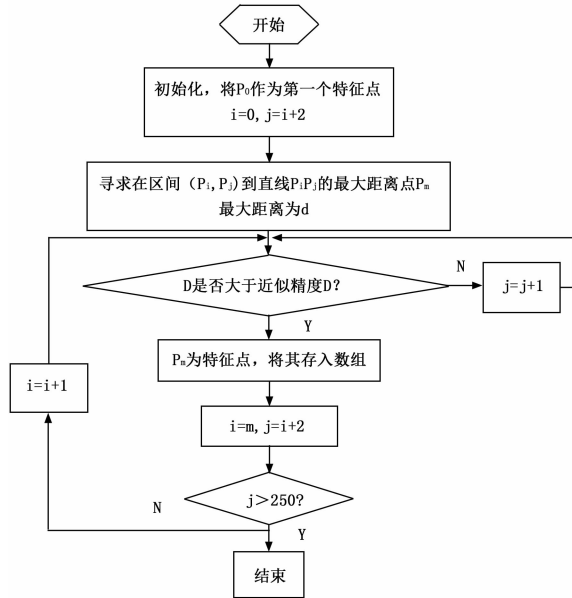 开始
初始化，将P0作为第一个特征点
i=0, j=i+2
寻求在区间（Pi, Pj)到直线PiPj的最大距离点Pm
最大距离为d
D是否大于近似精度D?
N
j=j+1
Y
Pm为特征点，将其存入数组
i=i+1
i=m, j=i+2
j＞250?
N
Y
结束